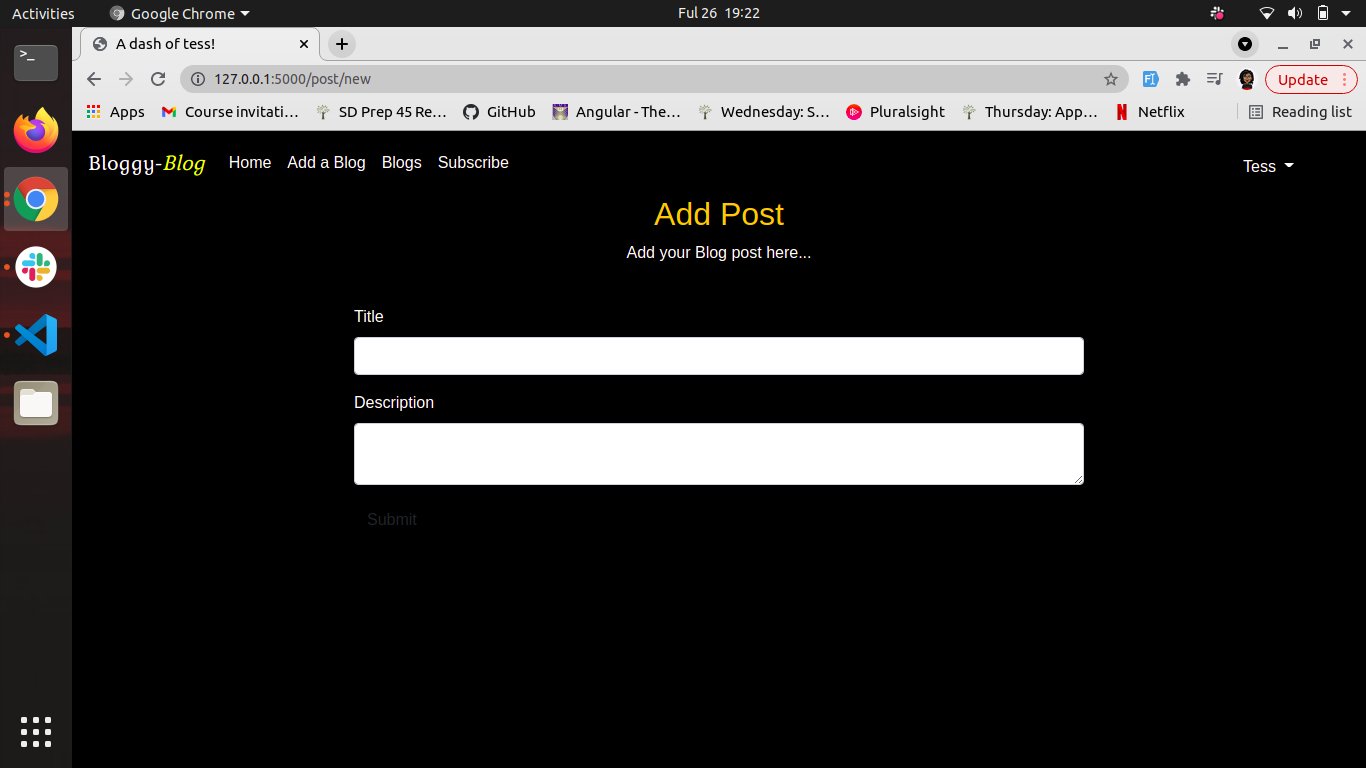 Activities Google Chrome Ful 26 19:22
A dash of tess!
127.0.0.1:5000/post/new Update
Apps Course invitati… SD Prep 45 Re… GitHub Angular - The… Wednesday: S… Pluralsight Thursday: App… Netflix Reading list
Bloggy-Blog Home Add a Blog Blogs Subscribe Tess
Add Post
Add your Blog post here...
Title
Description
Submit